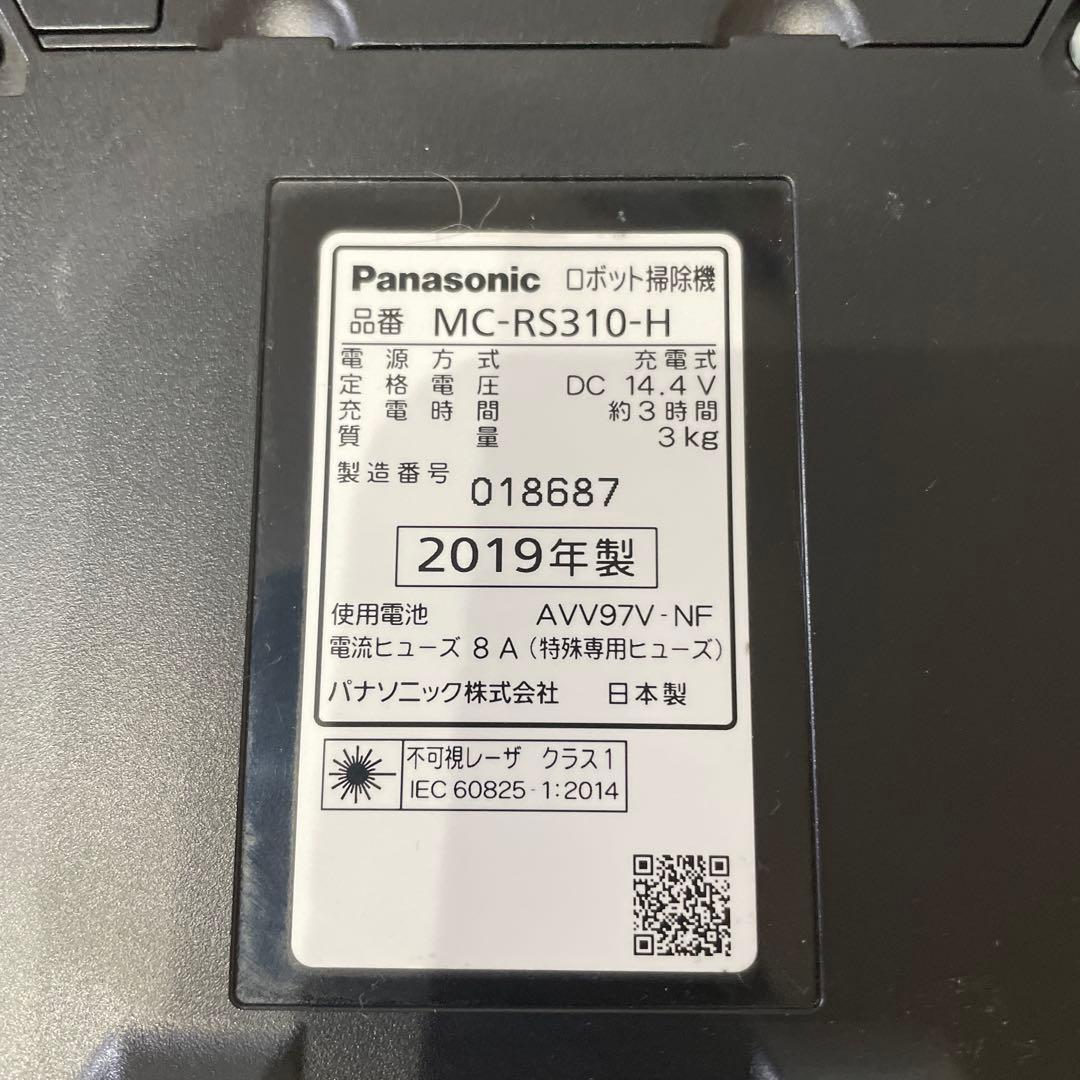 Panasonic ロボット掃除機
品番 MC-RS310-H
電源方式 充電式
定格電圧 DC 14.4 V
充電時間 約3時間
質量 3kg
製造番号 018687
2019年製
使用電池 AVV97V-NF
電流ヒューズ 8 A (特殊専用ヒューズ)
パナソニック株式会社 日本製
不可視レーザ クラス1
IEC 60825-1:2014